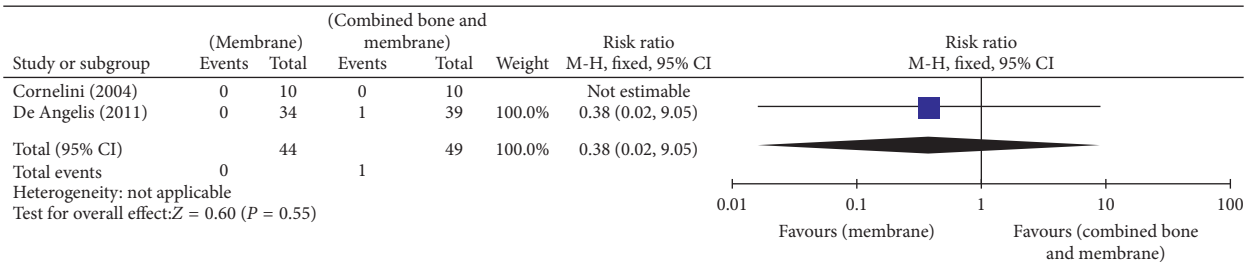 (Membrane) (Combined bone and membrane) Risk ratio Risk ratio
Study or subgroup Events Total Events Total Weight M-H, fixed, 95% CI M-H, fixed, 95% CI
Cornelini (2004) 0 10 0 10 Not estimable
De Angelis (2011) 0 34 1 39 100.0% 0.38 (0.02, 9.05)
Total (95% CI) 44 49 100.0% 0.38 (0.02, 9.05)
Total events 0 1
Heterogeneity: not applicable
Test for overall effect:Z = 0.60 (P = 0.55)
0.01 0.1 1 10 100
Favours (membrane) Favours (combined bone and membrane)